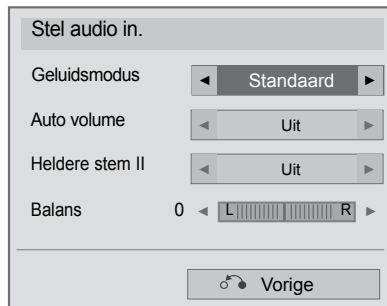 Stel audio in.
Geluidsmodus ◄ Standaard ►
Auto volume ◄ Uit ►
Heldere stem II ◄ Uit ►
Balans 0 ◄ L R ►
Vorige